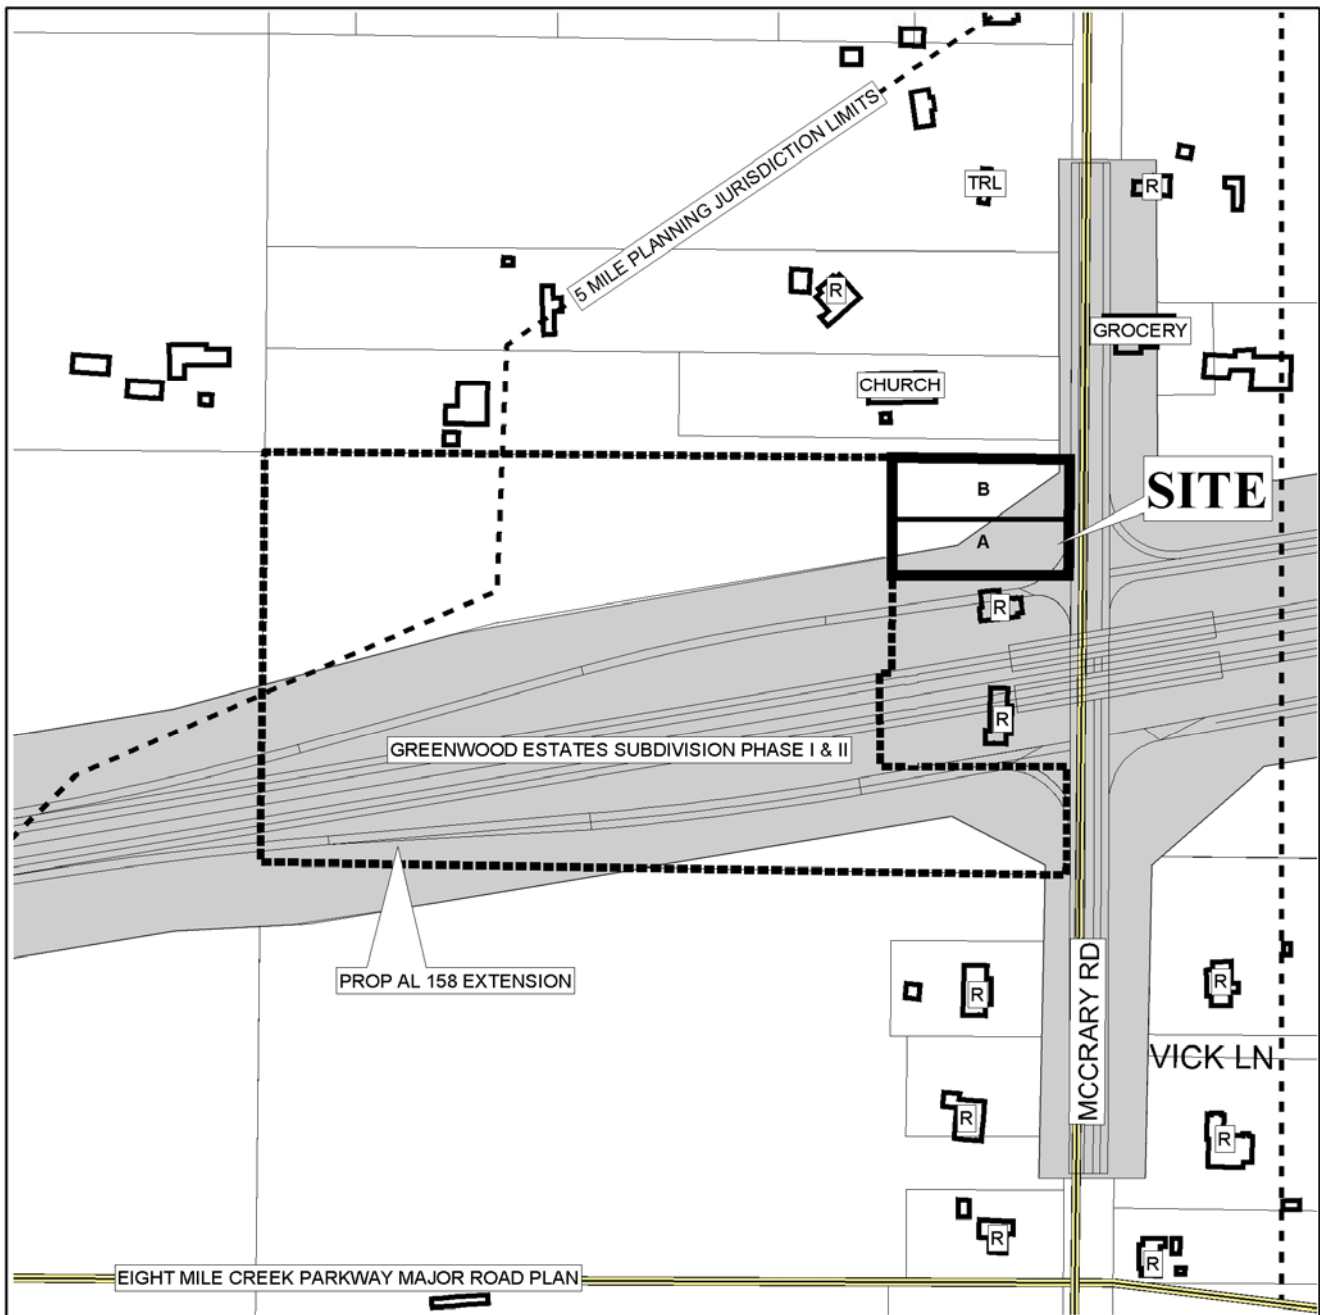 5 MILE PLANNING JURISDICTION LIMITS
TRL
R
R
GROCERY
CHURCH
B
SITE
A
R
R
GREENWOOD ESTATES SUBDIVISION PHASE I & II
PROP AL 158 EXTENSION
R
R
MCCRARY RD
VICK LN
R
R
R
R
EIGHT MILE CREEK PARKWAY MAJOR ROAD PLAN